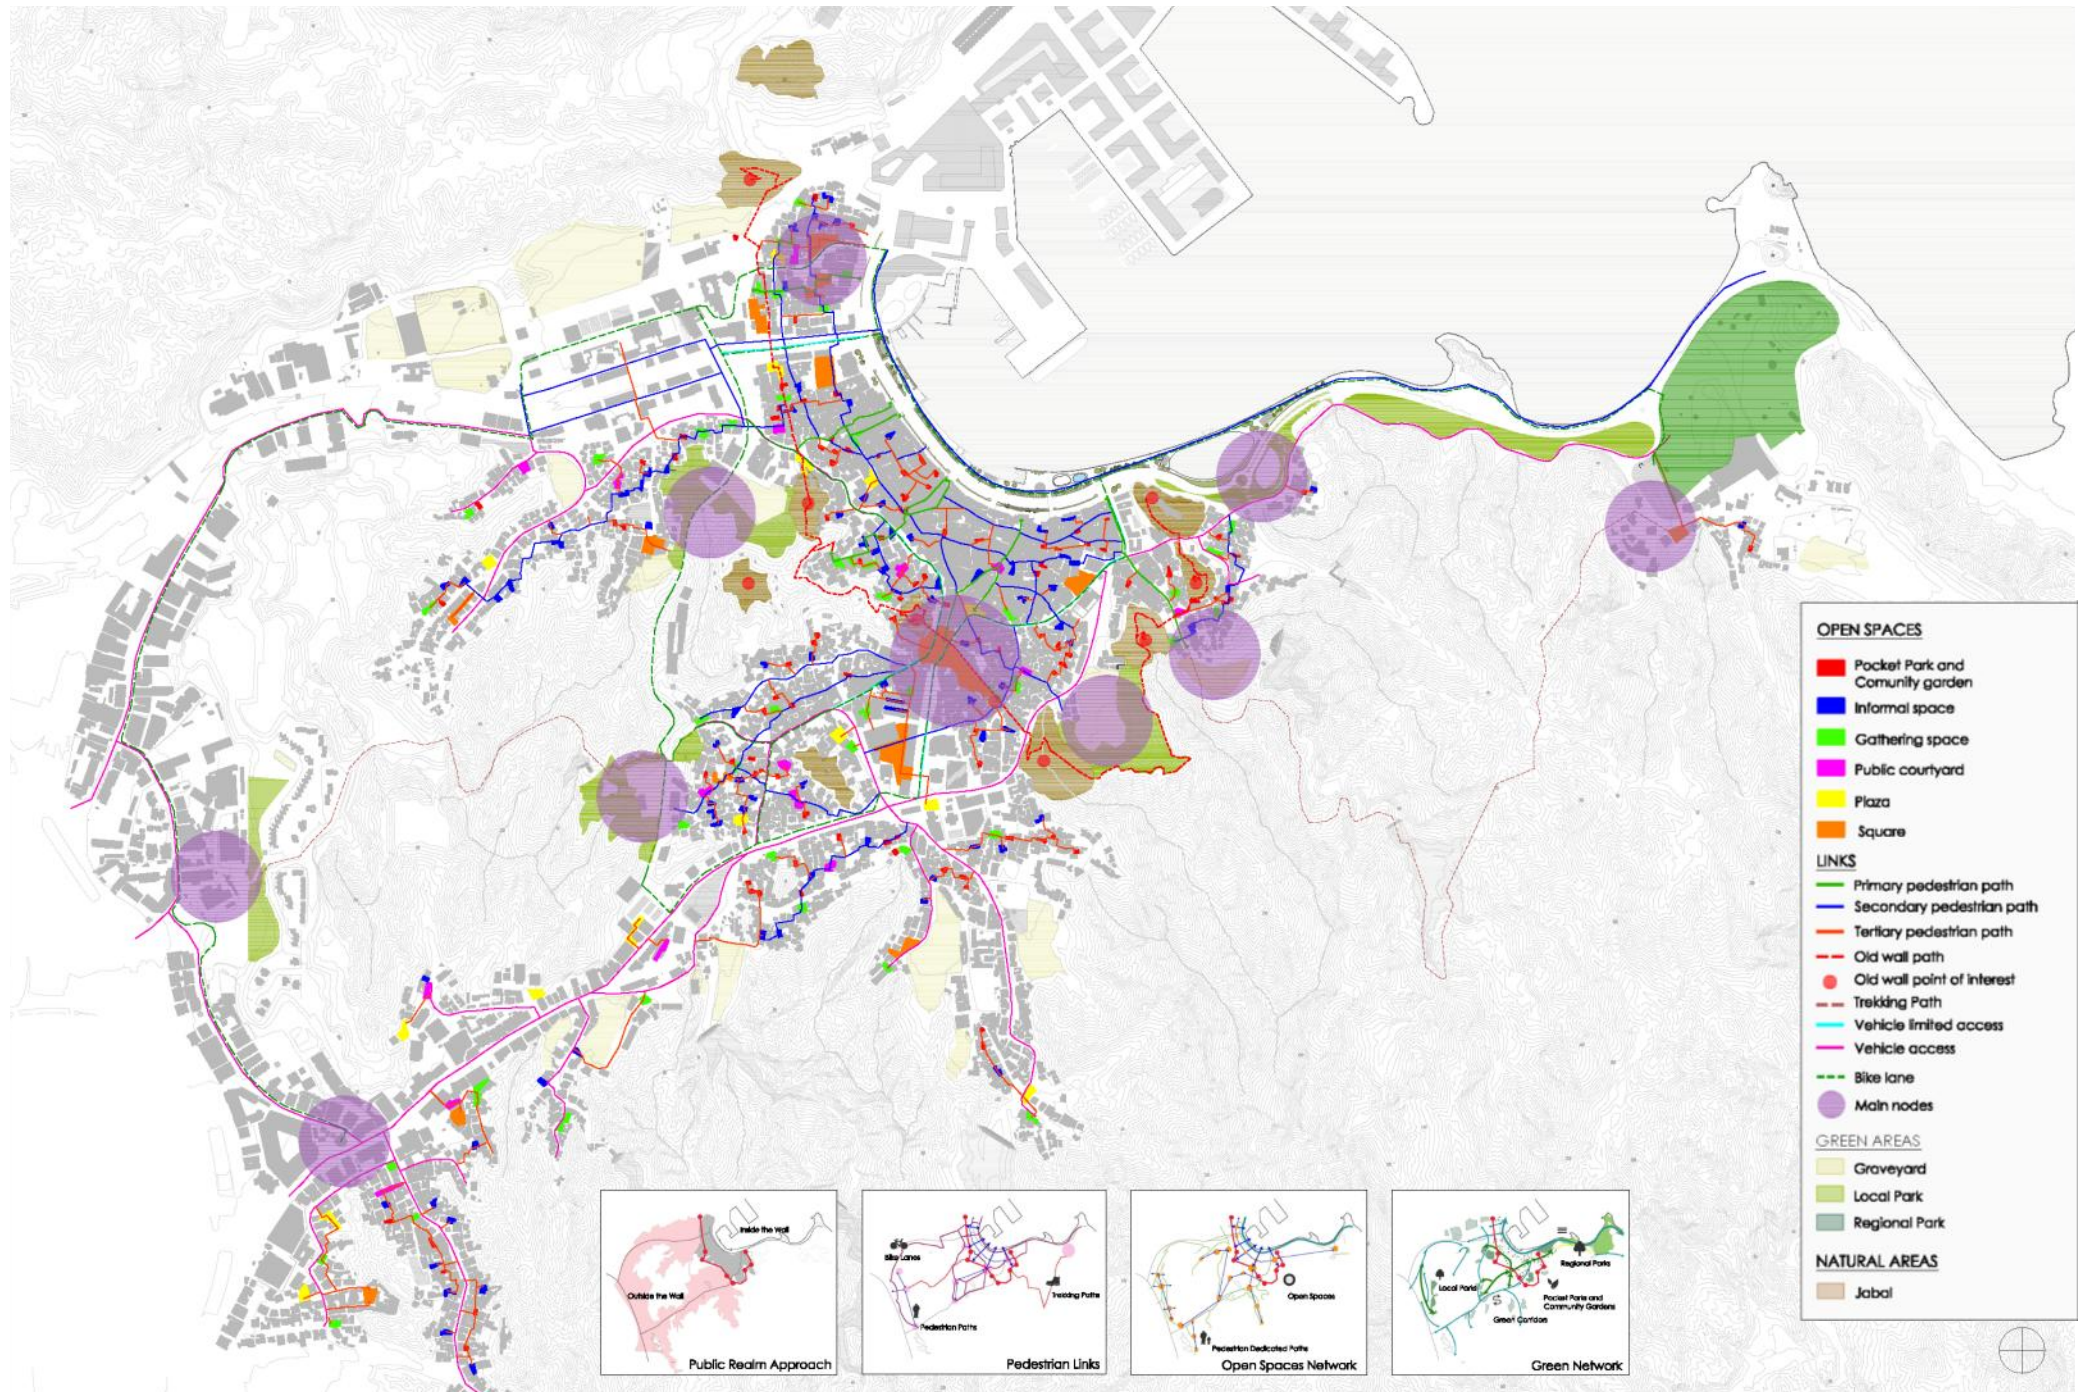 OPEN SPACES
Pocket Park and
Comunity garden
Informal space
Gathering space
Public courtyard
Plaza
Square
LINKS
Primary pedestrian path
Secondary pedestrian path
Tertiary pedestrian path
Old wall path
Old wall point of interest
Trekking Path
Vehicle limited access
Vehicle access
Bike lane
Main nodes
GREEN AREAS
Graveyard
Local Park
Regional Park
NATURAL AREAS
Jabal
Inside the Wall
Outside the Wall
Public Realm Approach
Bike Lanes
Trekking Paths
Pedestrian Paths
Pedestrian Links
Open Spaces
Pedestrian Dedicated Paths
Open Spaces Network
Regional Parks
Local Parks
Pocket Parks and
Community Gardens
Green Corridors
Green Network